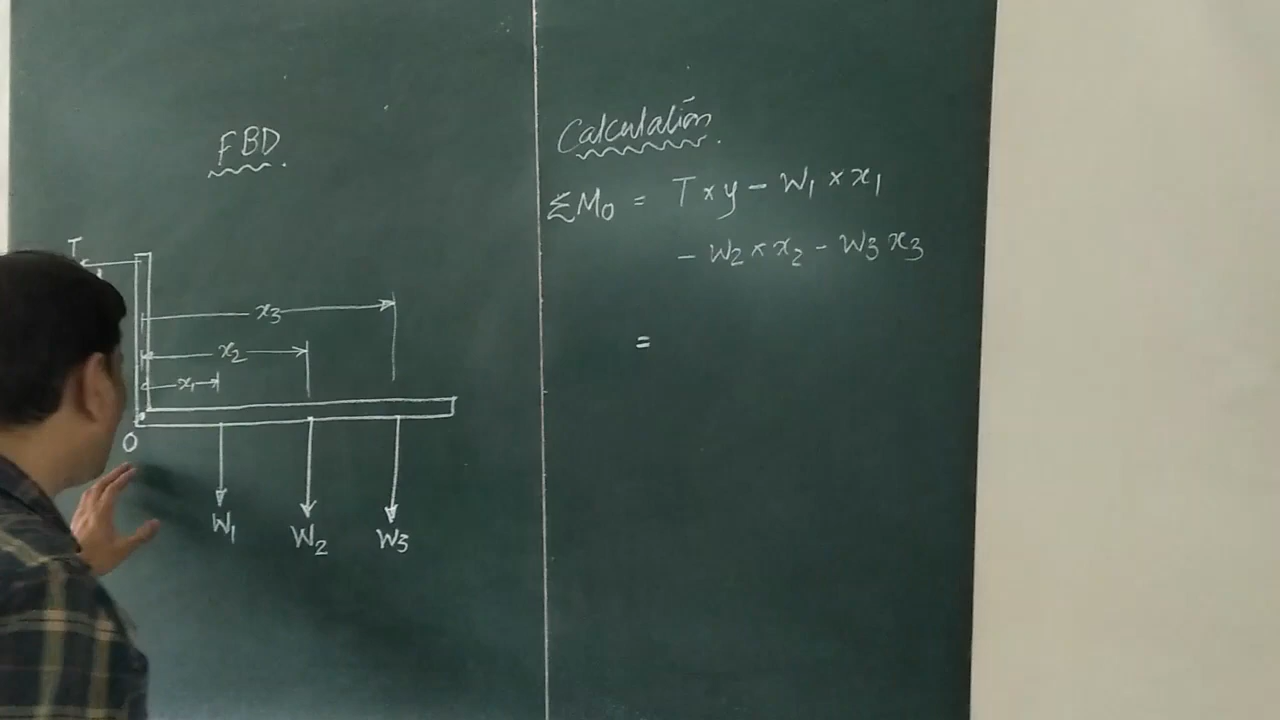 FBD.
T
x3
x2
x1
O
W1
W2
W3
Calculation.
ΣMo = T × y - W1 × x1
- W2 × x2 - W3 x3
=